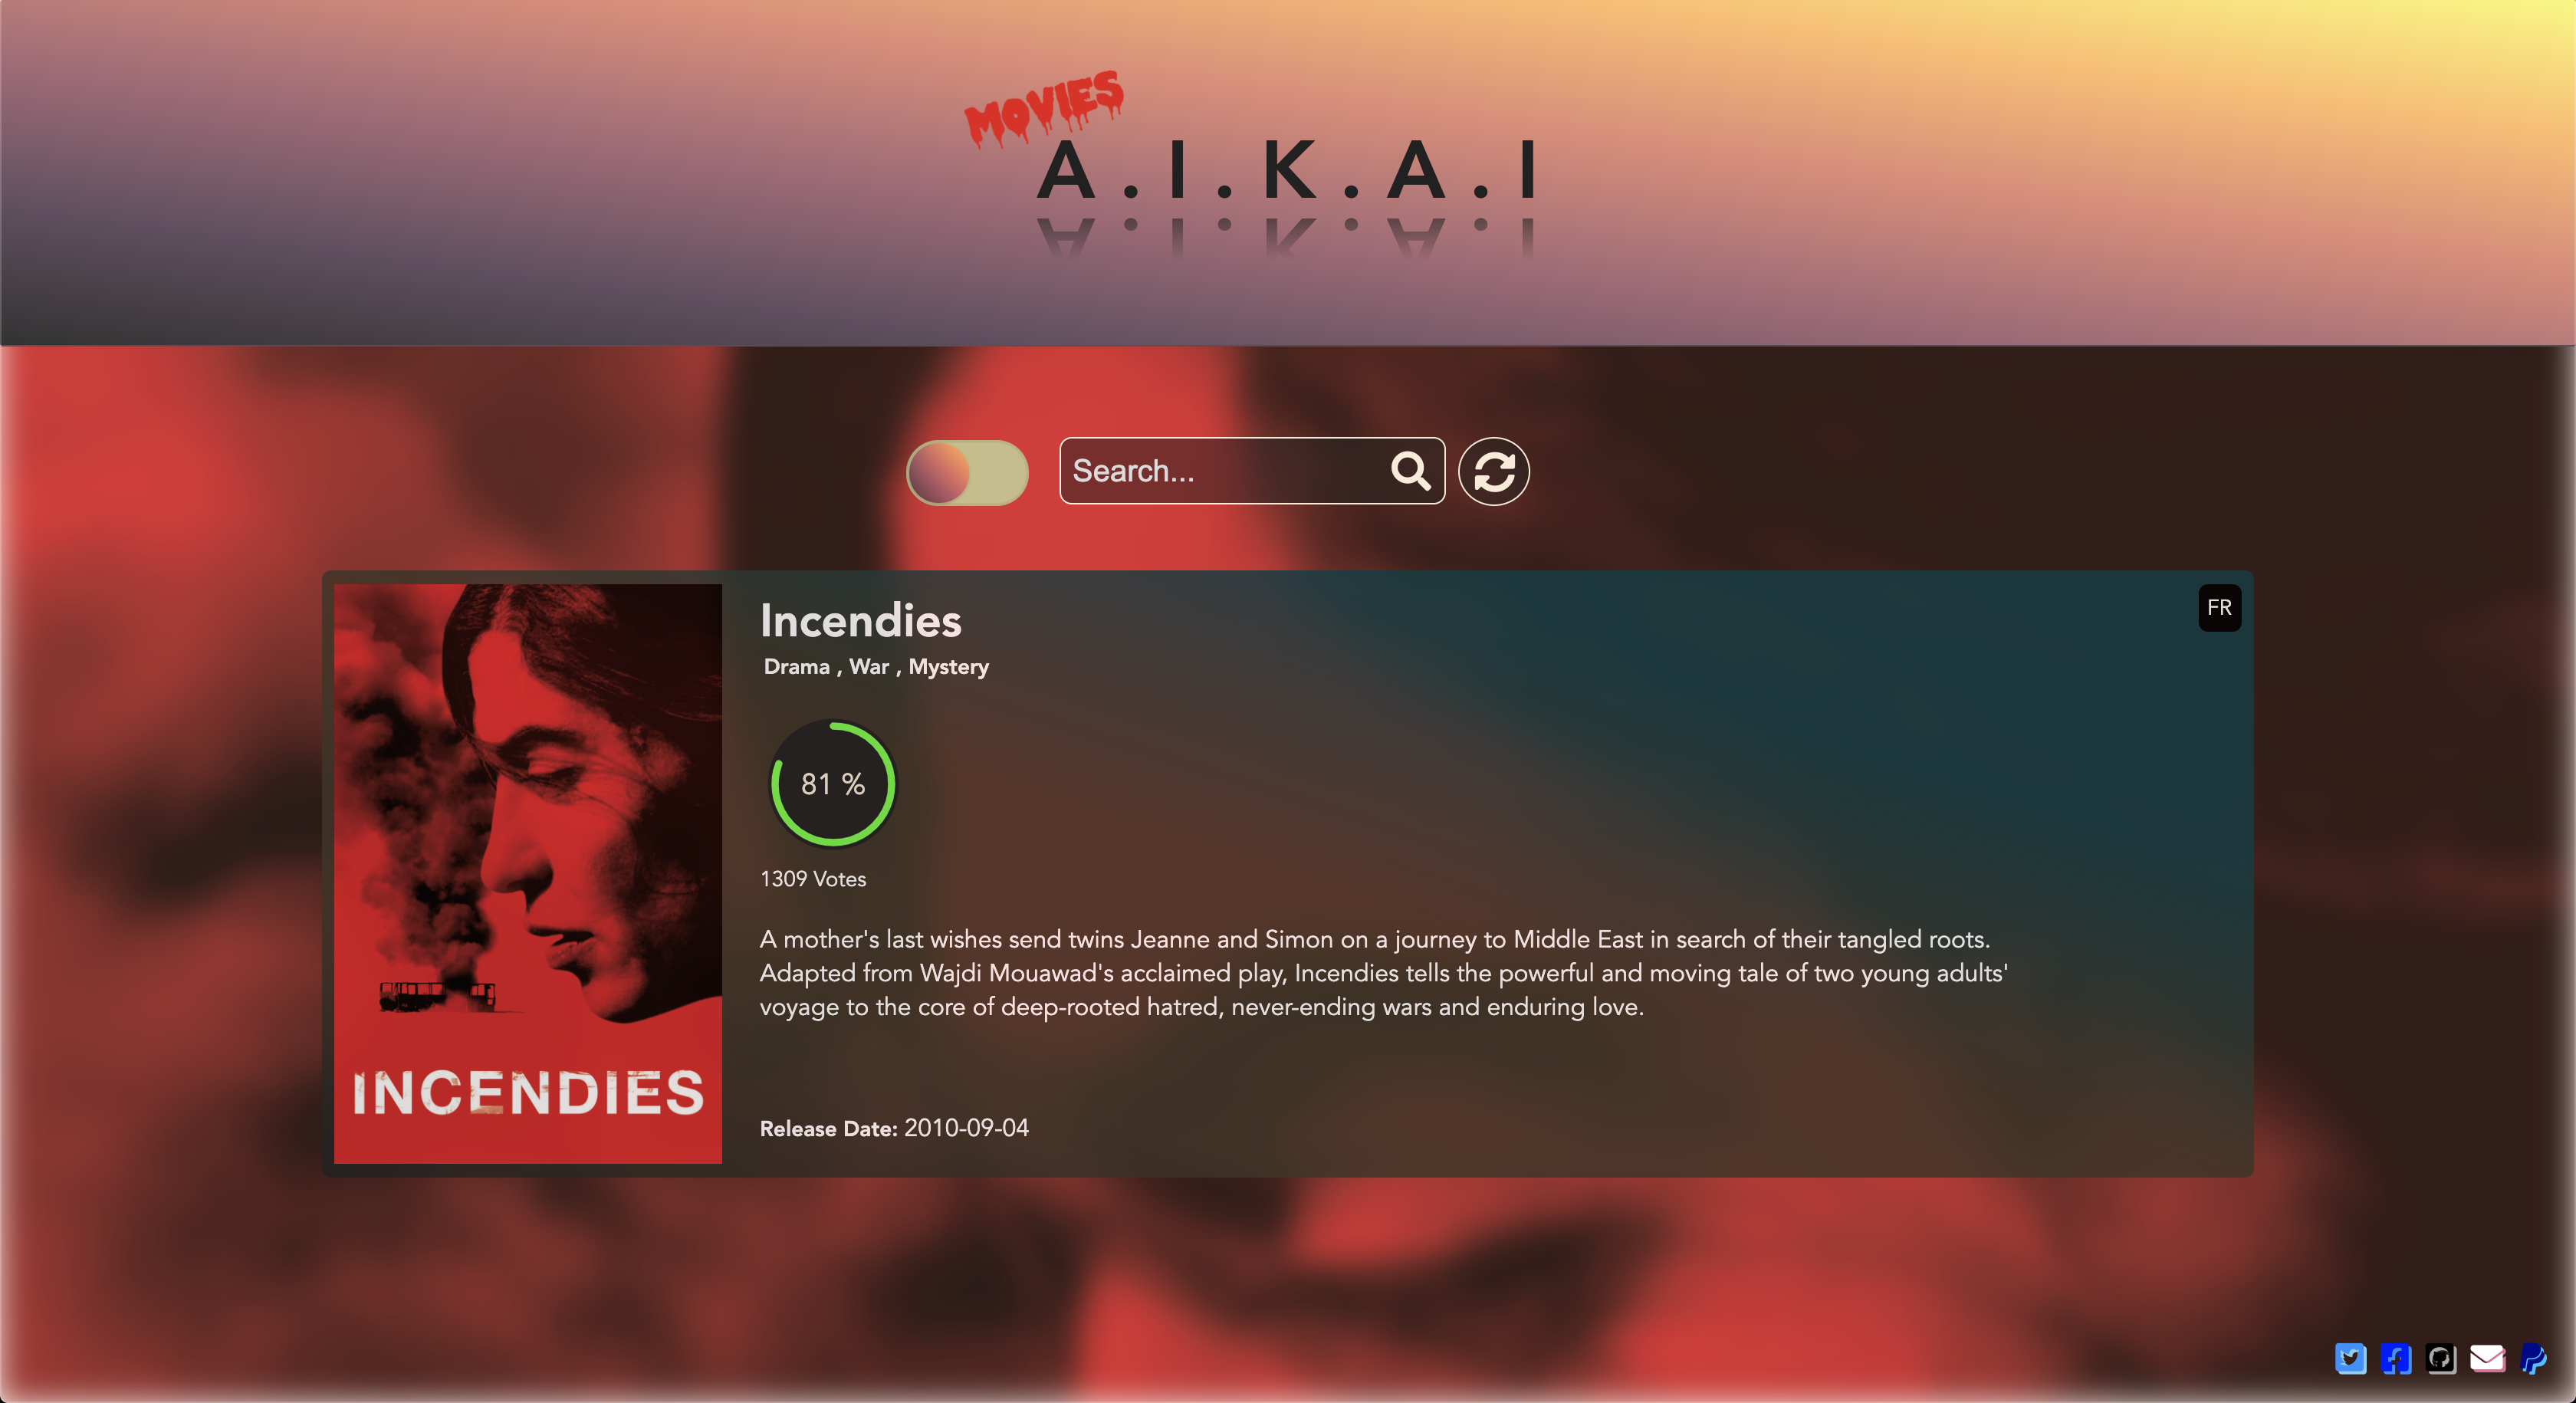 MOVIES
A.I.K.A.I
Search...
Incendies
FR
Drama , War , Mystery
81 %
1309 Votes
A mother's last wishes send twins Jeanne and Simon on a journey to Middle East in search of their tangled roots.
Adapted from Wajdi Mouawad's acclaimed play, Incendies tells the powerful and moving tale of two young adults'
voyage to the core of deep-rooted hatred, never-ending wars and enduring love.
INCENDIES
Release Date: 2010-09-04